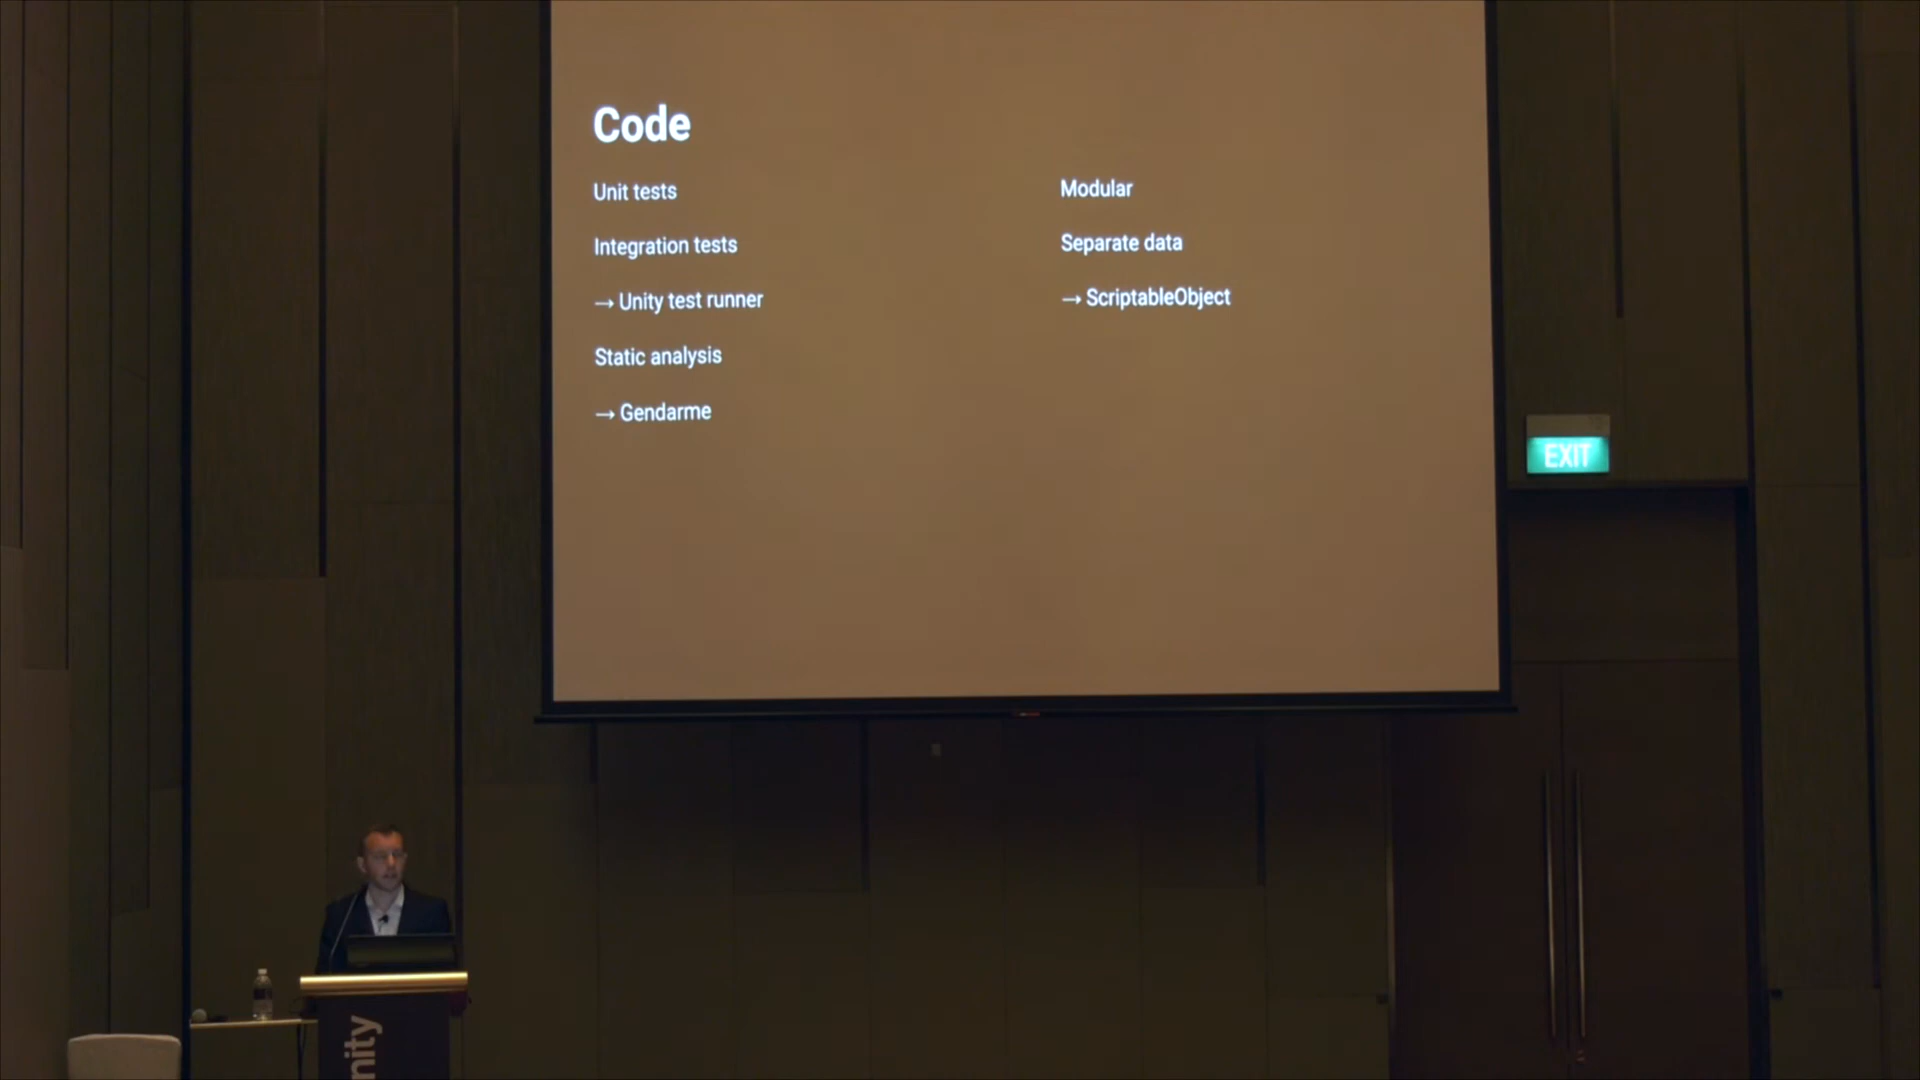 Code
Unit tests
Integration tests
→ Unity test runner
Static analysis
→ Gendarme
Modular
Separate data
→ ScriptableObject
EXIT
nity